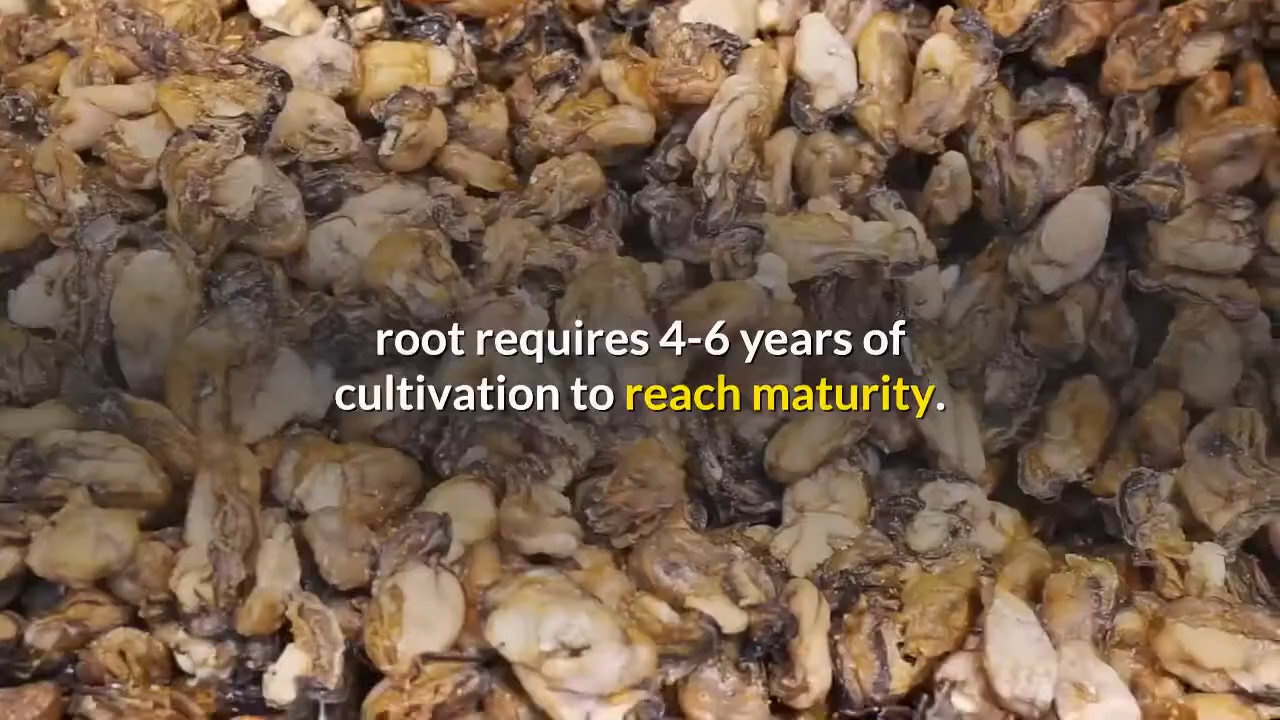 root requires 4-6 years of
cultivation to reach maturity.